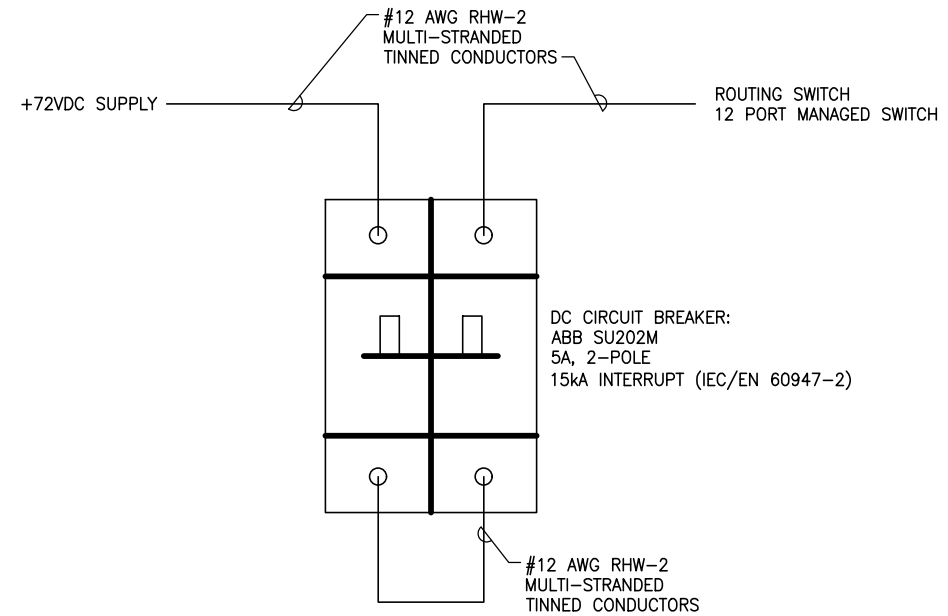 #12 AWG RHW-2
MULTI-STRANDED
TINNED CONDUCTORS
+72VDC SUPPLY
ROUTING SWITCH
12 PORT MANAGED SWITCH
DC CIRCUIT BREAKER:
ABB SU202M
5A, 2-POLE
15kA INTERRUPT (IEC/EN 60947-2)
#12 AWG RHW-2
MULTI-STRANDED
TINNED CONDUCTORS